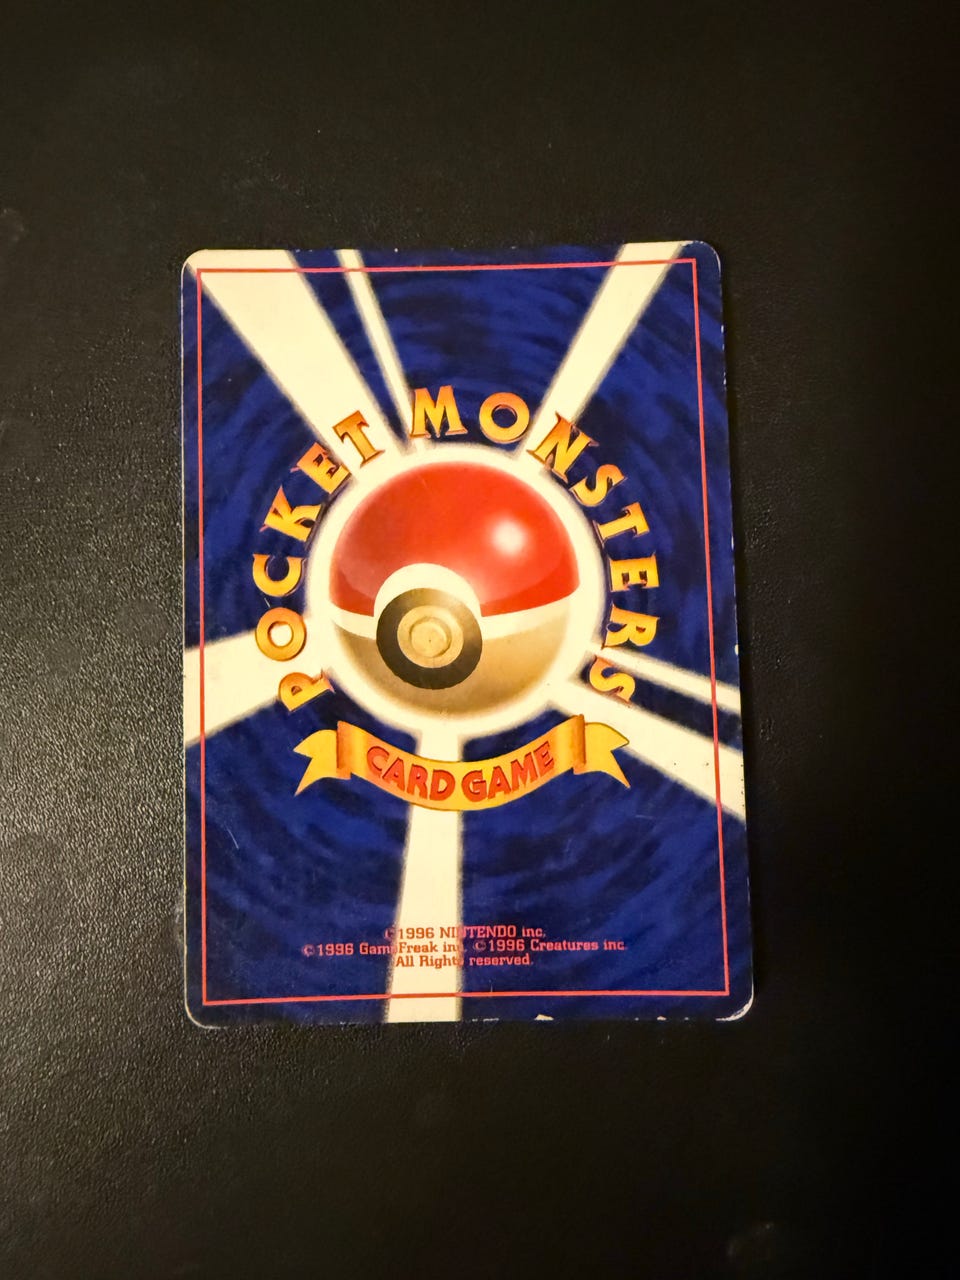 POCKET MONSTERS
CARD GAME
©1996 NINTENDO inc.
©1996 GameFreak inc. ©1996 Creatures inc.
All Rights reserved.